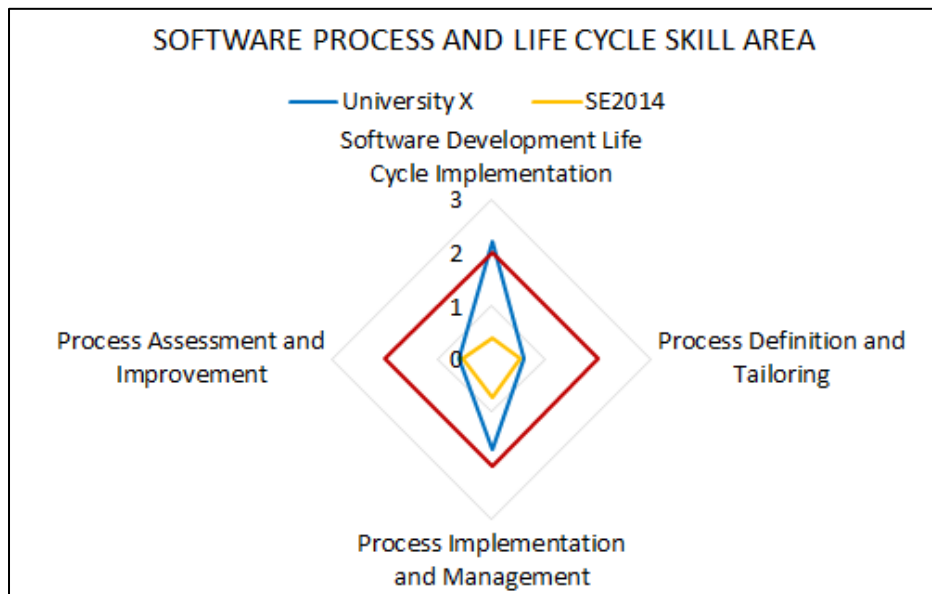 SOFTWARE PROCESS AND LIFE CYCLE SKILL AREA
University X
SE2014
Software Development Life
Cycle Implementation
3
2
1
0
Process Assessment and
Improvement
Process Definition and
Tailoring
Process Implementation
and Management